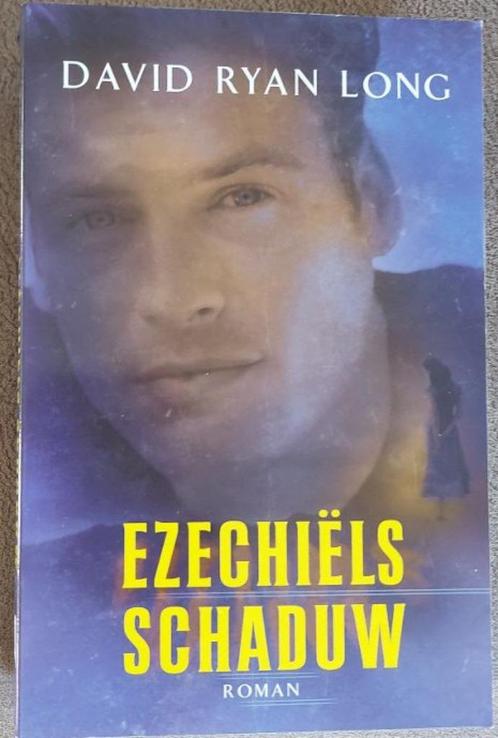 DAVID RYAN LONG
EZECHIËLS
SCHADUW
ROMAN